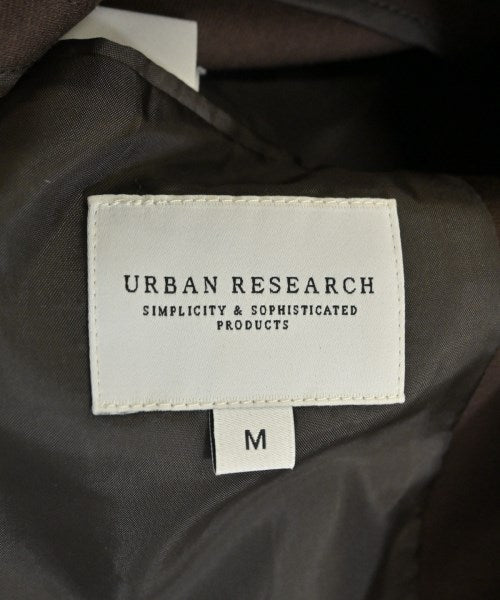 URBAN RESEARCH
SIMPLICITY & SOPHISTICATED
PRODUCTS
M